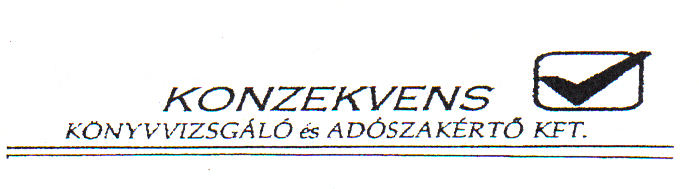 KONZEKVENS
KÖNYVVIZSGÁLÓ és ADÓSZAKÉRTŐ KFT.